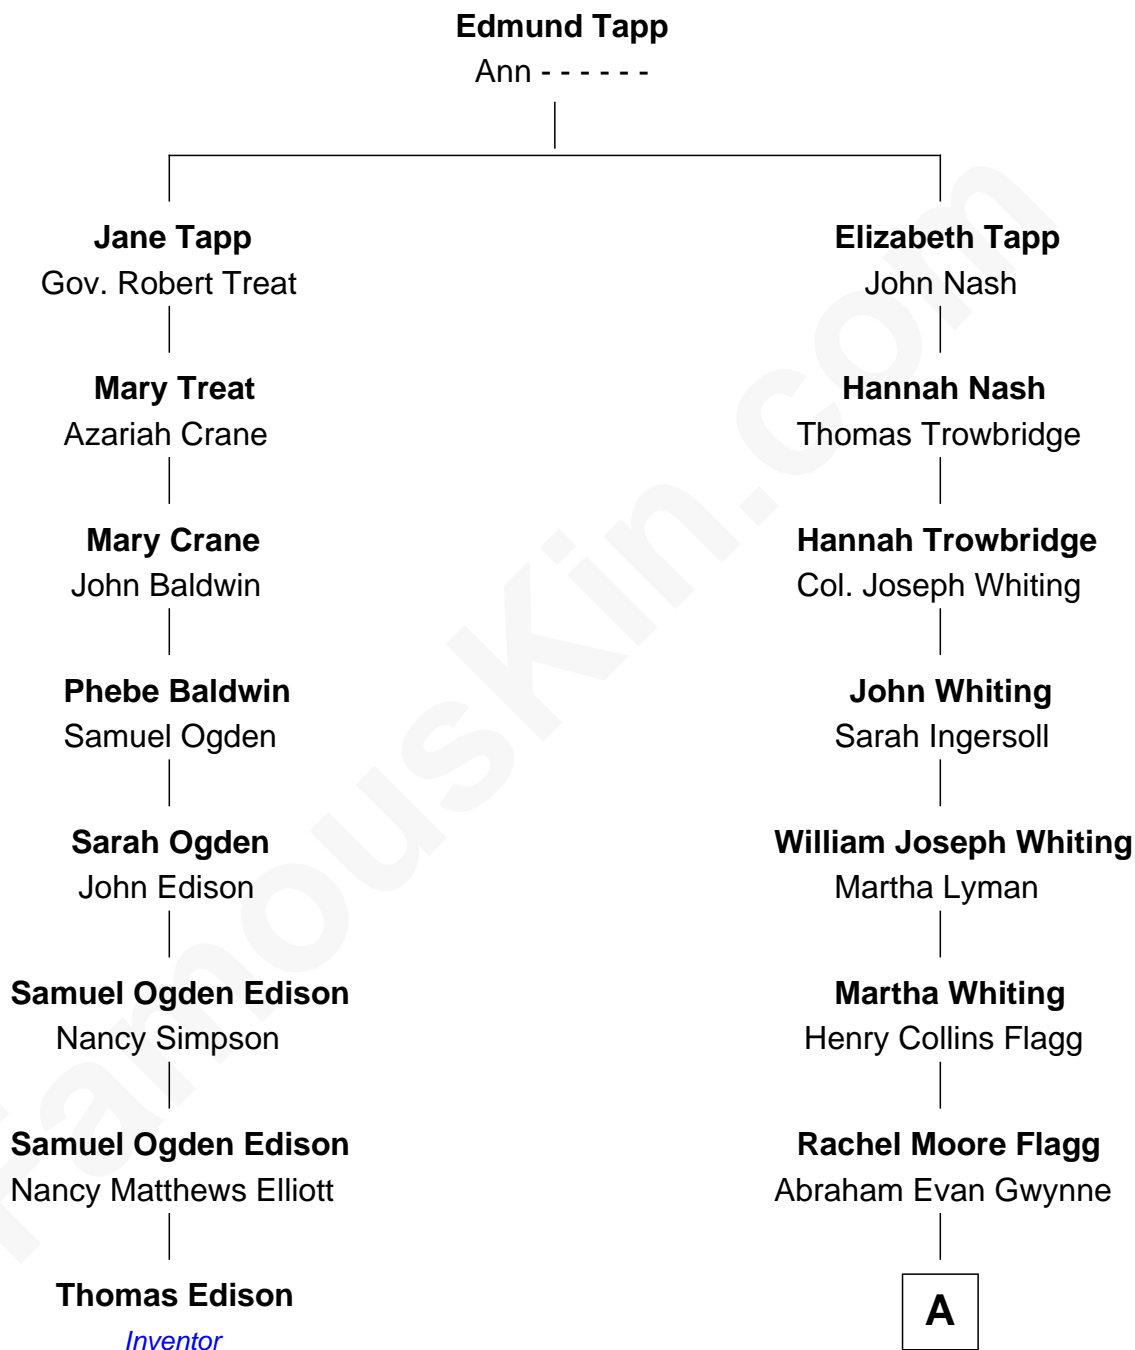 Edmund Tapp
Ann - - - - - -
Jane Tapp
Gov. Robert Treat
Elizabeth Tapp
John Nash
Mary Treat
Azariah Crane
Hannah Nash
Thomas Trowbridge
Mary Crane
John Baldwin
Hannah Trowbridge
Col. Joseph Whiting
Phebe Baldwin
Samuel Ogden
John Whiting
Sarah Ingersoll
Sarah Ogden
John Edison
William Joseph Whiting
Martha Lyman
Samuel Ogden Edison
Nancy Simpson
Martha Whiting
Henry Collins Flagg
Samuel Ogden Edison
Nancy Matthews Elliott
Rachel Moore Flagg
Abraham Evan Gwynne
Thomas Edison
Inventor
A
FamousKin.com